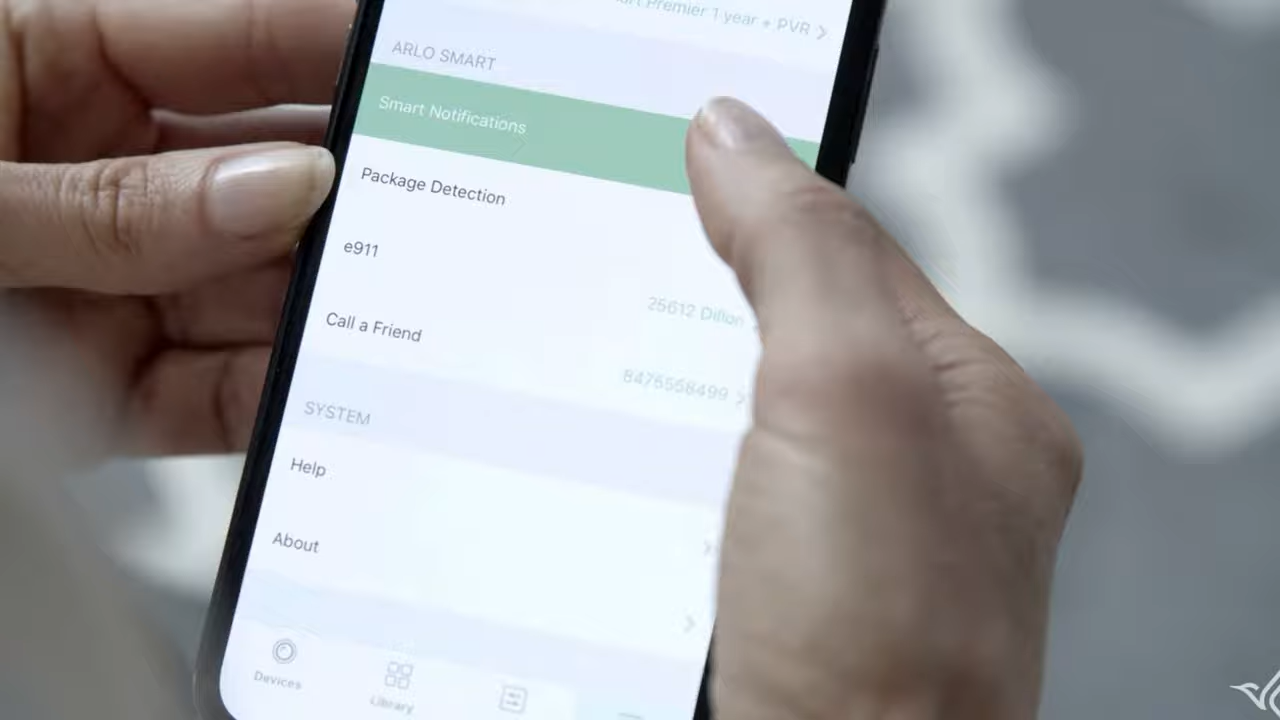 Premier 1 year + PVR
ARLO SMART
Smart Notifications
Package Detection
e911
25612 Dillon
Call a Friend
8476558499
SYSTEM
Help
About
Devices
Library